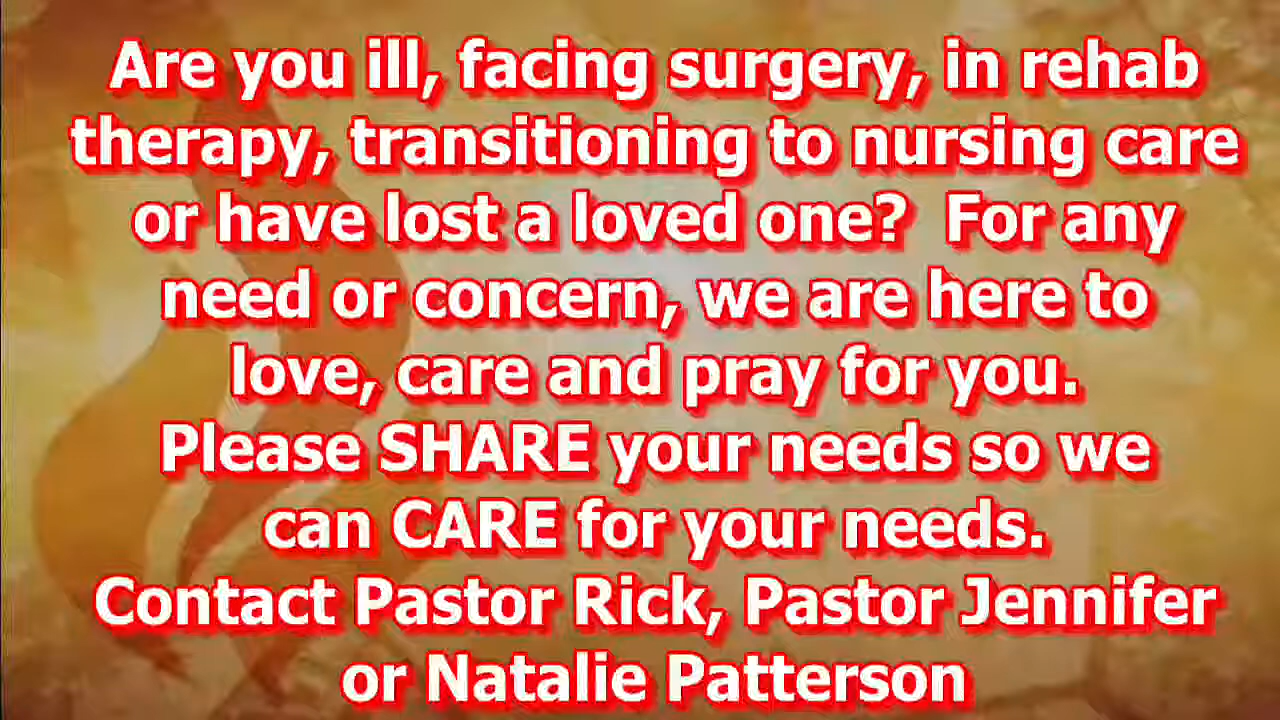 Are you ill, facing surgery, in rehab
therapy, transitioning to nursing care
or have lost a loved one?  For any
need or concern, we are here to
love, care and pray for you.
Please SHARE your needs so we
can CARE for your needs.
Contact Pastor Rick, Pastor Jennifer
or Natalie Patterson